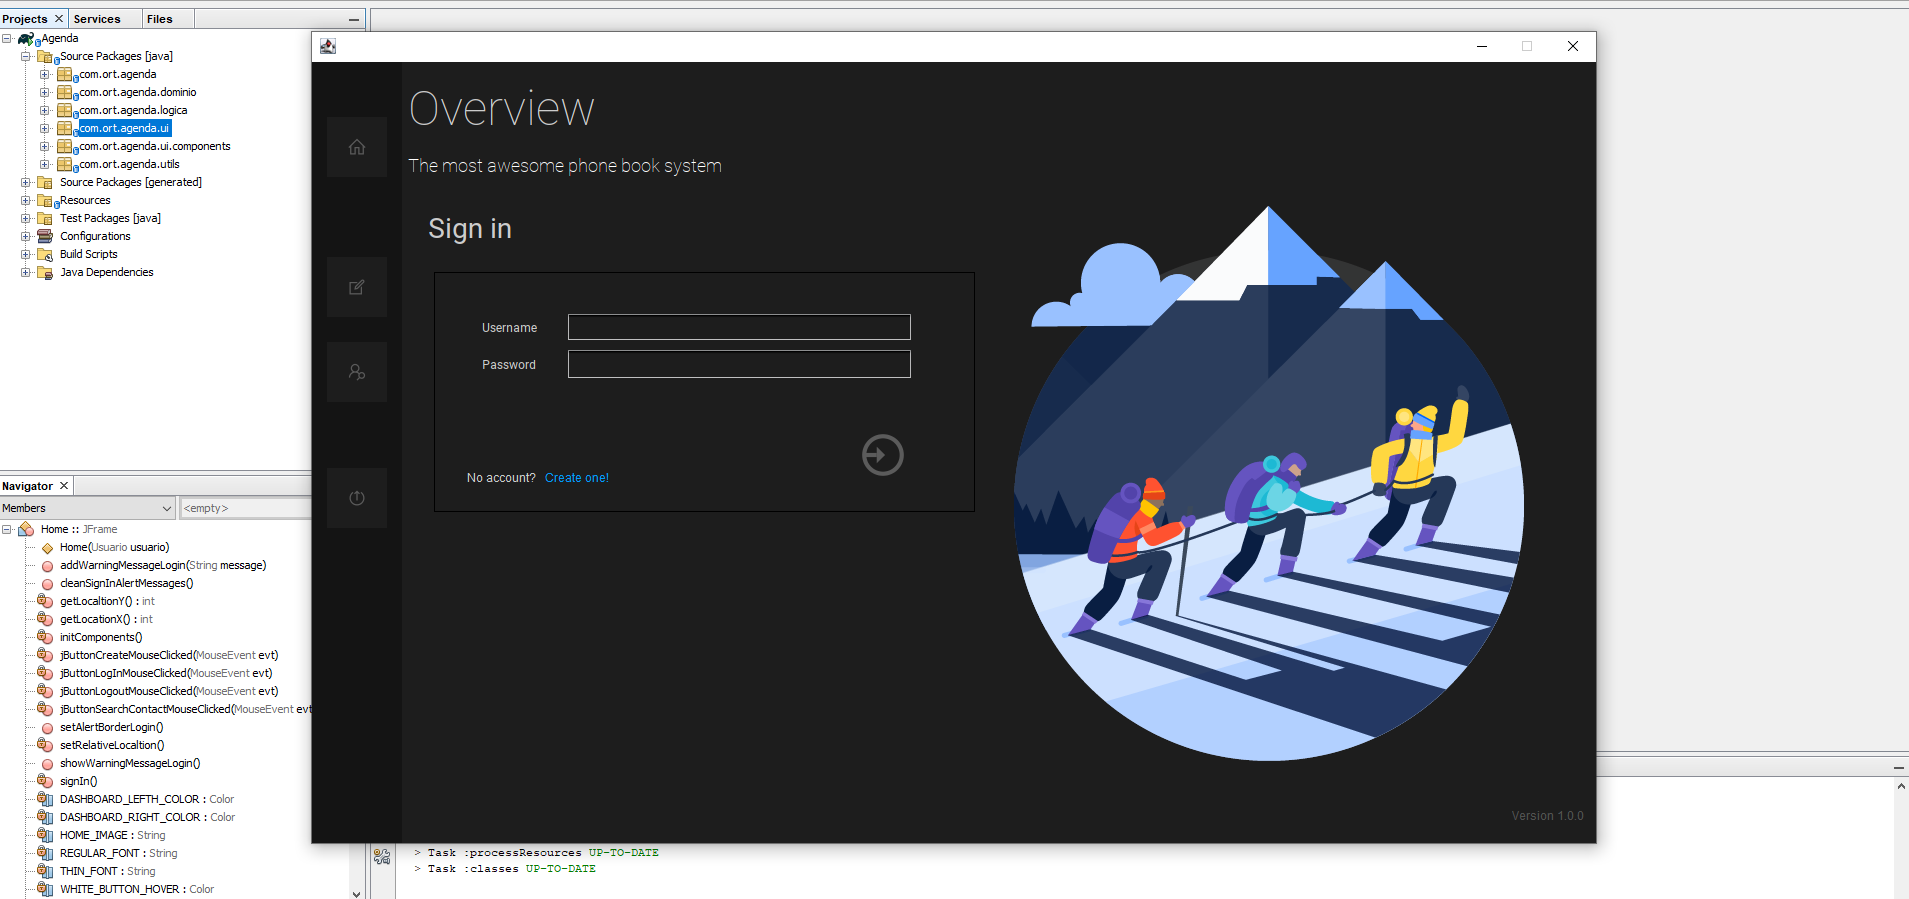 Projects Services Files
Agenda
Source Packages [java]
com.ort.agenda
com.ort.agenda.dominio
com.ort.agenda.logica
com.ort.agenda.ui
com.ort.agenda.ui.components
com.ort.agenda.utils
Source Packages [generated]
Resources
Test Packages [java]
Configurations
Build Scripts
Java Dependencies
Navigator
Members <empty>
Home :: JFrame
Home(Usuario usuario)
addWarningMessageLogin(String message)
cleanSignInAlertMessages()
getLocaltionY() : int
getLocationX() : int
initComponents()
jButtonCreateMouseClicked(MouseEvent evt)
jButtonLogInMouseClicked(MouseEvent evt)
jButtonLogoutMouseClicked(MouseEvent evt)
jButtonSearchContactMouseClicked(MouseEvent evt
setAlertBorderLogin()
setRelativeLocaltion()
showWarningMessageLogin()
signIn()
DASHBOARD_LEFTH_COLOR : Color
DASHBOARD_RIGHT_COLOR : Color
HOME_IMAGE : String
REGULAR_FONT : String
THIN_FONT : String
WHITE_BUTTON_HOVER : Color
Overview
The most awesome phone book system
Sign in
Username
Password
No account? Create one!
Version 1.0.0
> Task :processResources UP-TO-DATE
> Task :classes UP-TO-DATE